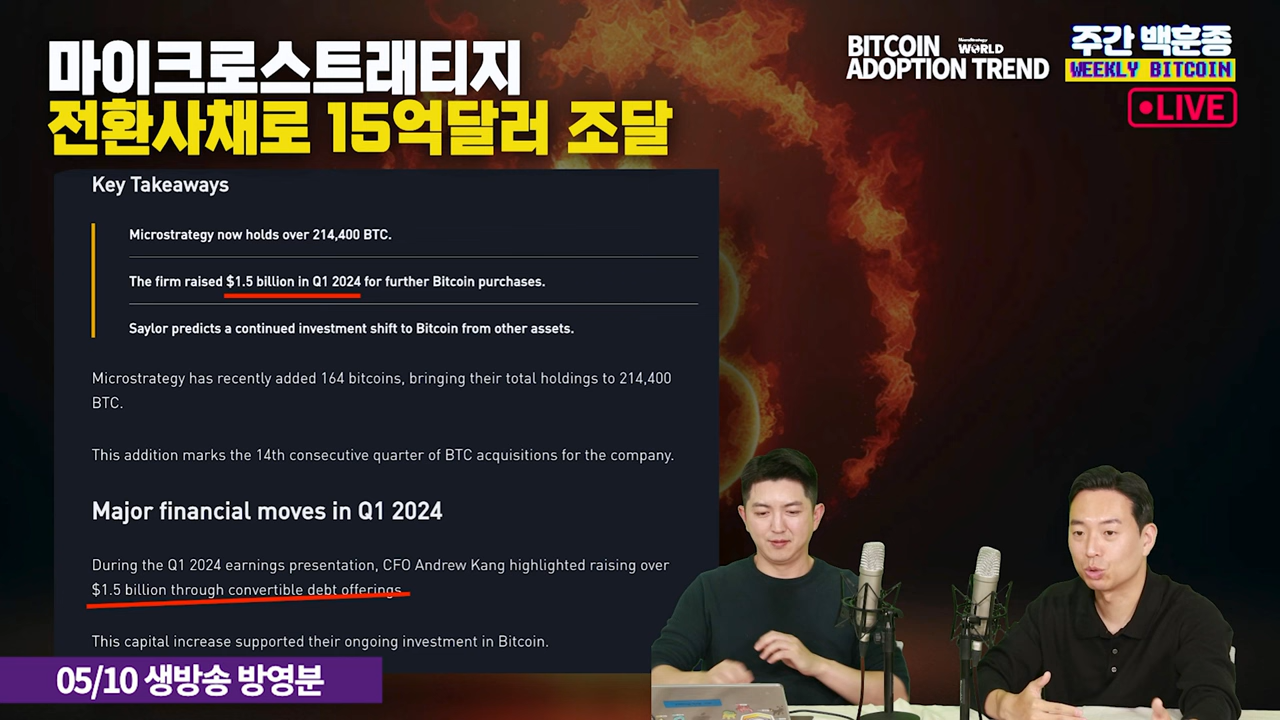 마이크로스트래티지
전환사채로 15억달러 조달
BITCOIN
ADOPTION TREND
MicroStrategy
WORLD
주간 백훈종
WEEKLY BITCOIN
LIVE
Key Takeaways
Microstrategy now holds over 214,400 BTC.
The firm raised $1.5 billion in Q1 2024 for further Bitcoin purchases.
Saylor predicts a continued investment shift to Bitcoin from other assets.
Microstrategy has recently added 164 bitcoins, bringing their total holdings to 214,400
BTC.
This addition marks the 14th consecutive quarter of BTC acquisitions for the company.
Major financial moves in Q1 2024
During the Q1 2024 earnings presentation, CFO Andrew Kang highlighted raising over
$1.5 billion through convertible debt offerings.
This capital increase supported their ongoing investment in Bitcoin.
05/10 생방송 방영분